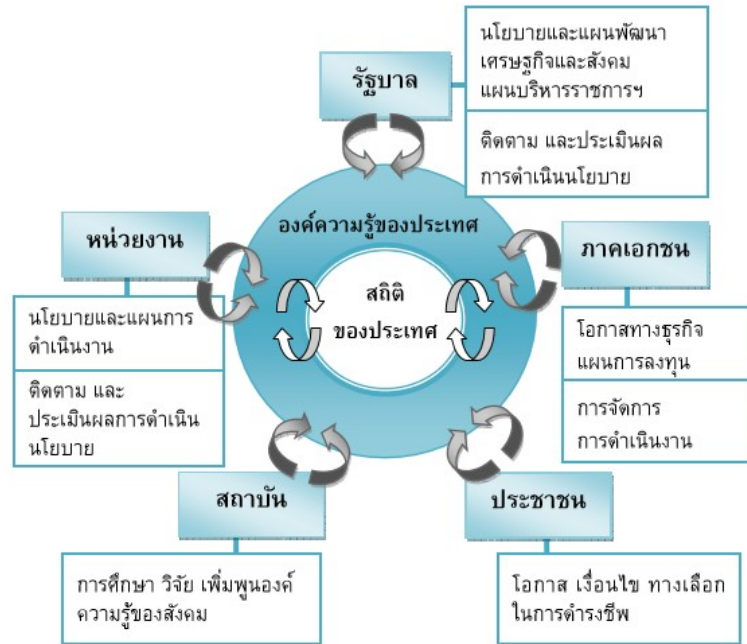 รัฐบาล
นโยบายและแผนพัฒนา
เศรษฐกิจและสังคม
แผนบริหารราชการฯ
ติดตาม และประเมินผล
การดำเนินนโยบาย
องค์ความรู้ของประเทศ
สถิติ
ของประเทศ
หน่วยงาน
นโยบายและแผนการ
ดำเนินงาน
ติดตาม และ
ประเมินผลการดำเนิน
นโยบาย
ภาคเอกชน
โอกาสทางธุรกิจ
แผนการลงทุน
การจัดการ
การดำเนินงาน
สถาบัน
การศึกษา วิจัย เพิ่มพูนองค์
ความรู้ของสังคม
ประชาชน
โอกาส เงื่อนไข ทางเลือก
ในการดำรงชีพ